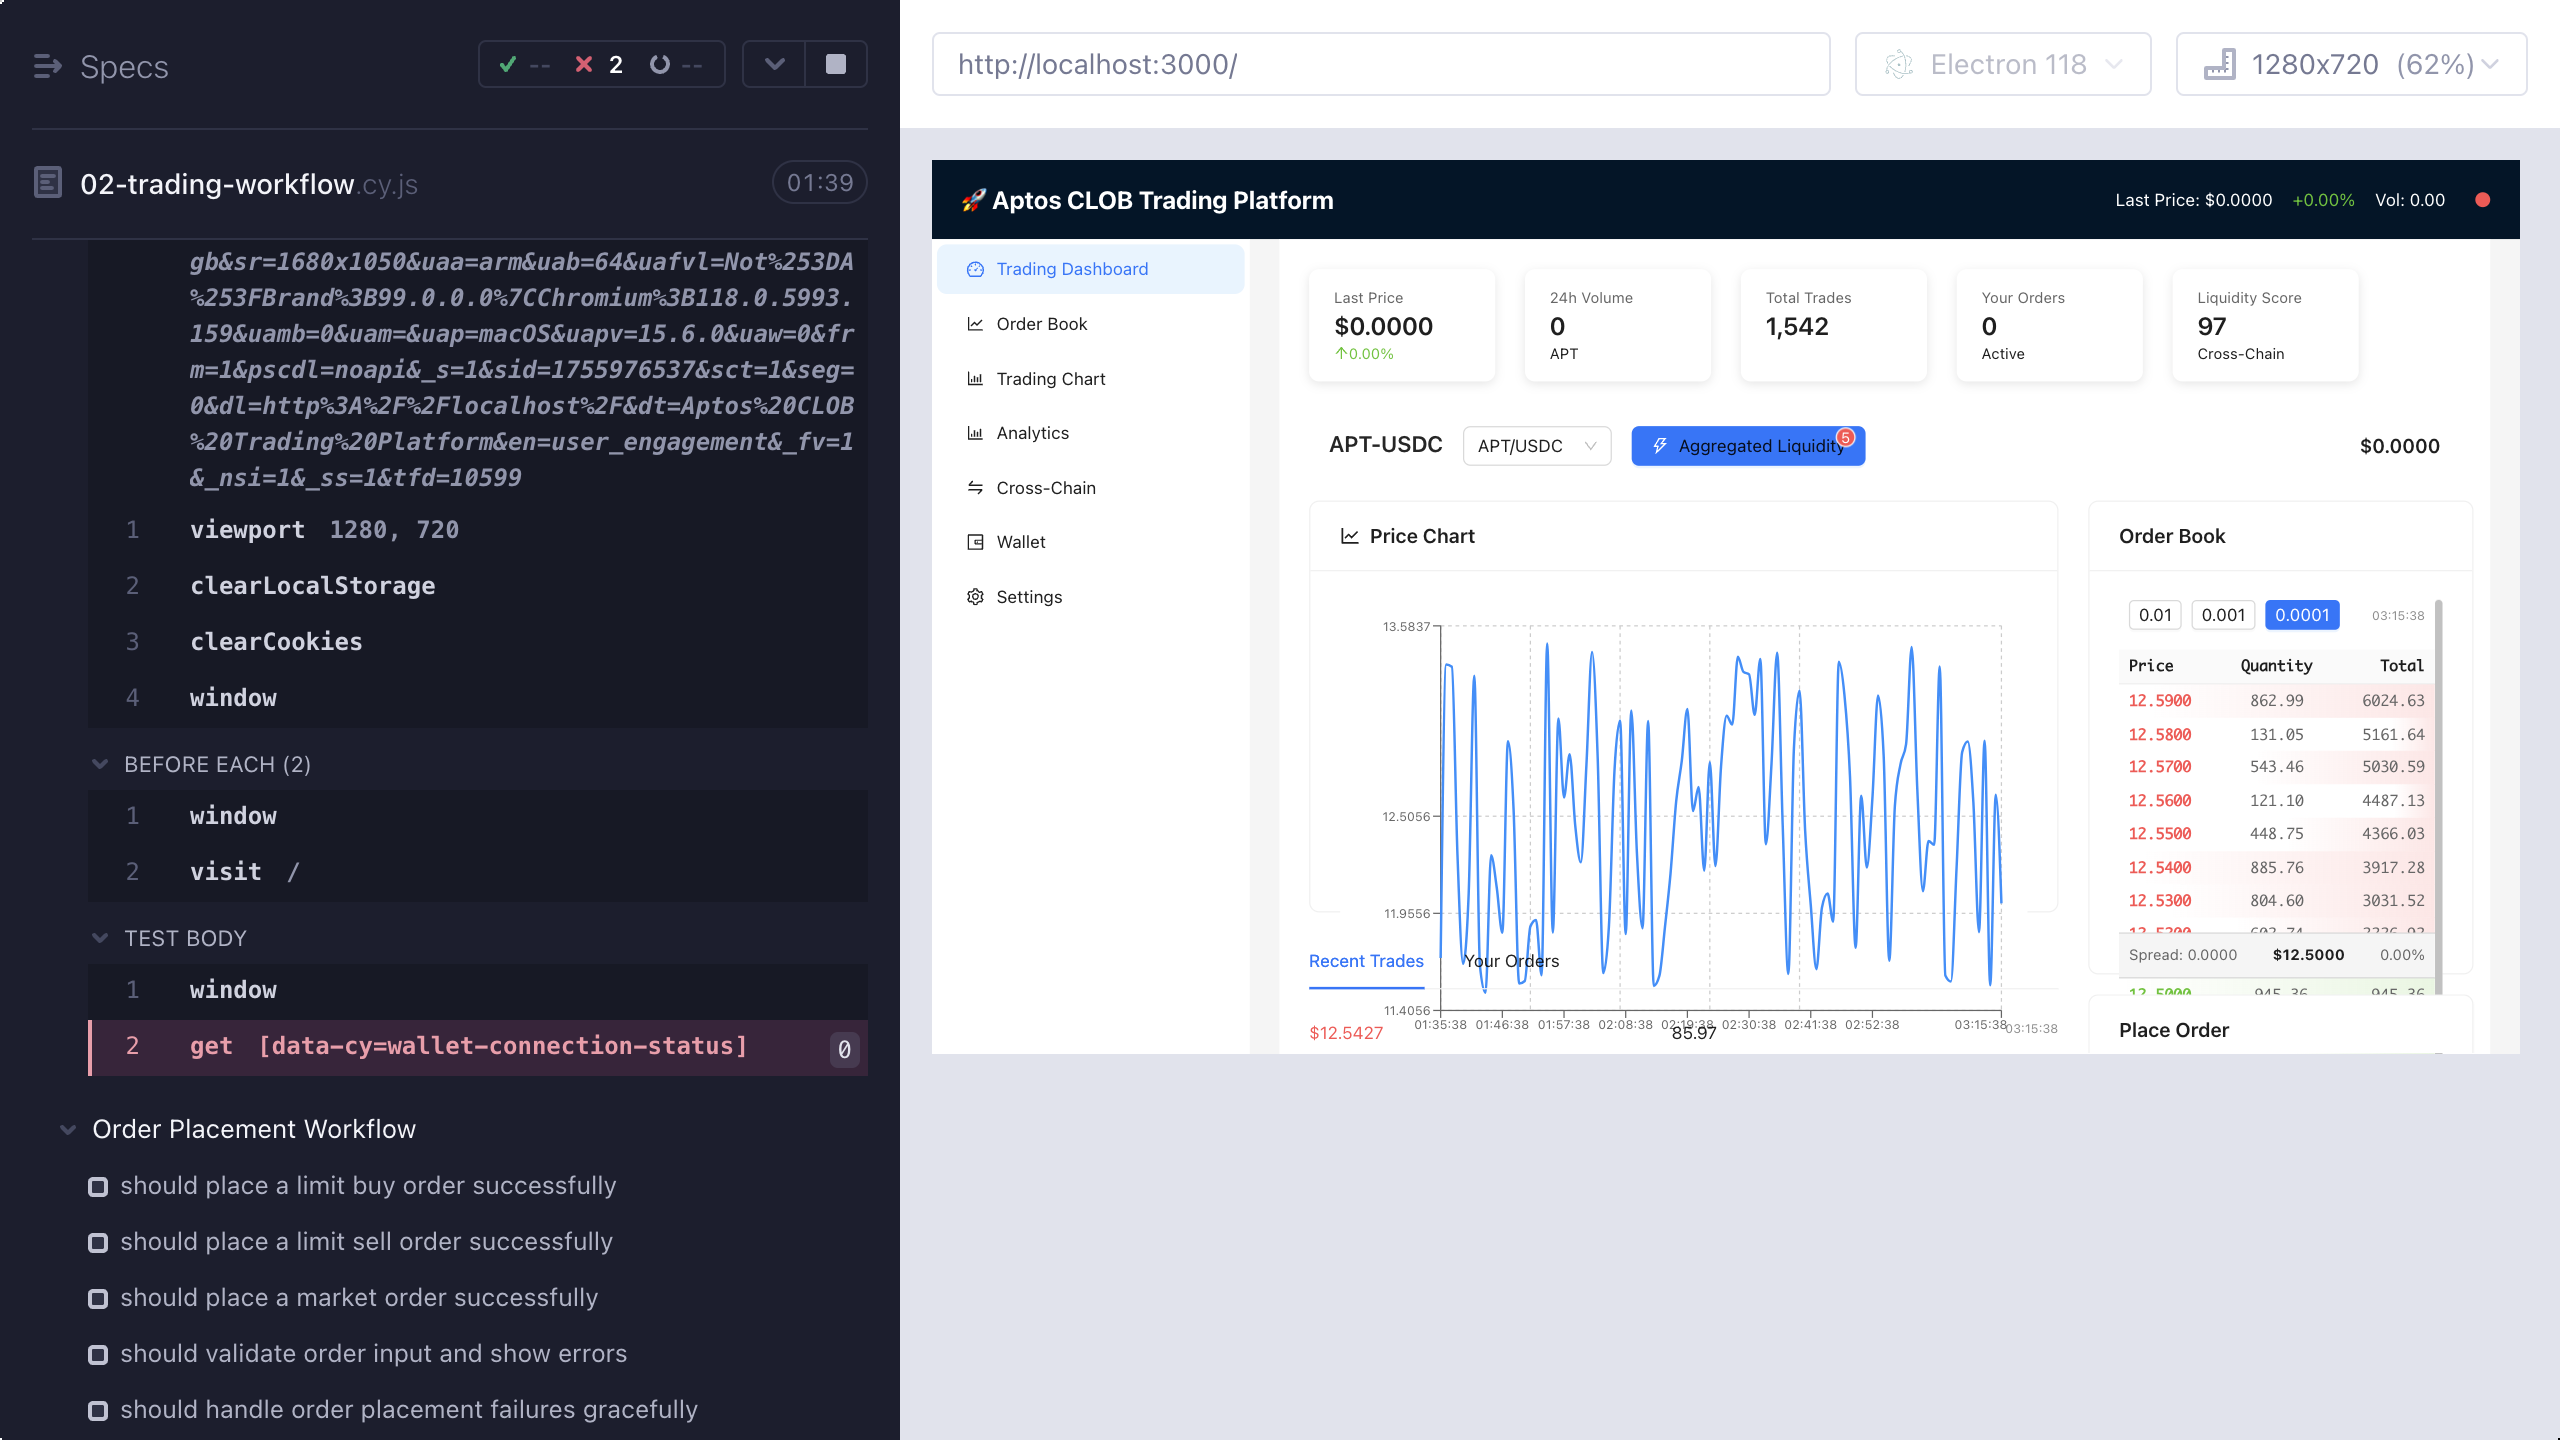 Specs
-- 2 --
02-trading-workflow.cy.js
01:39
gb&sr=1680x1050&uaa=arm&uab=64&uafvl=Not%253DA
%253FBrand%3B99.0.0.0%7CChromium%3B118.0.5993.
159&uamb=0&uam=&uap=macOS&uapv=15.6.0&uaw=0&fr
m=1&pscdl=noapi&_s=1&sid=1755976537&sct=1&seg=
0&dl=http%3A%2F%2Flocalhost%2F&dt=Aptos%20CLOB
%20Trading%20Platform&en=user_engagement&_fv=1
&_nsi=1&_ss=1&tfd=10599
1 viewport 1280, 720
2 clearLocalStorage
3 clearCookies
4 window
BEFORE EACH (2)
1 window
2 visit /
TEST BODY
1 window
2 get [data-cy=wallet-connection-status] 0
Order Placement Workflow
should place a limit buy order successfully
should place a limit sell order successfully
should place a market order successfully
should validate order input and show errors
should handle order placement failures gracefully
http://localhost:3000/
Electron 118
1280x720 (62%)
🚀 Aptos CLOB Trading Platform
Last Price: $0.0000 +0.00% Vol: 0.00
Trading Dashboard
Order Book
Trading Chart
Analytics
Cross-Chain
Wallet
Settings
Last Price
$0.0000
↑0.00%
24h Volume
0
APT
Total Trades
1,542
Your Orders
0
Active
Liquidity Score
97
Cross-Chain
APT-USDC
APT/USDC
Aggregated Liquidity
5
$0.0000
Price Chart
13.5837
12.5056
11.9556
11.4056
01:35:38 01:46:38 01:57:38 02:08:38 02:19:38 02:30:38 02:41:38 02:52:38 03:15:38
Recent Trades Your Orders
$12.5427 85.97 03:15:38
Order Book
0.01 0.001 0.0001 03:15:38
Price Quantity Total
12.5900 862.99 6024.63
12.5800 131.05 5161.64
12.5700 543.46 5030.59
12.5600 121.10 4487.13
12.5500 448.75 4366.03
12.5400 885.76 3917.28
12.5300 804.60 3031.52
Spread: 0.0000 $12.5000 0.00%
12.5000 945.36 945.36
Place Order